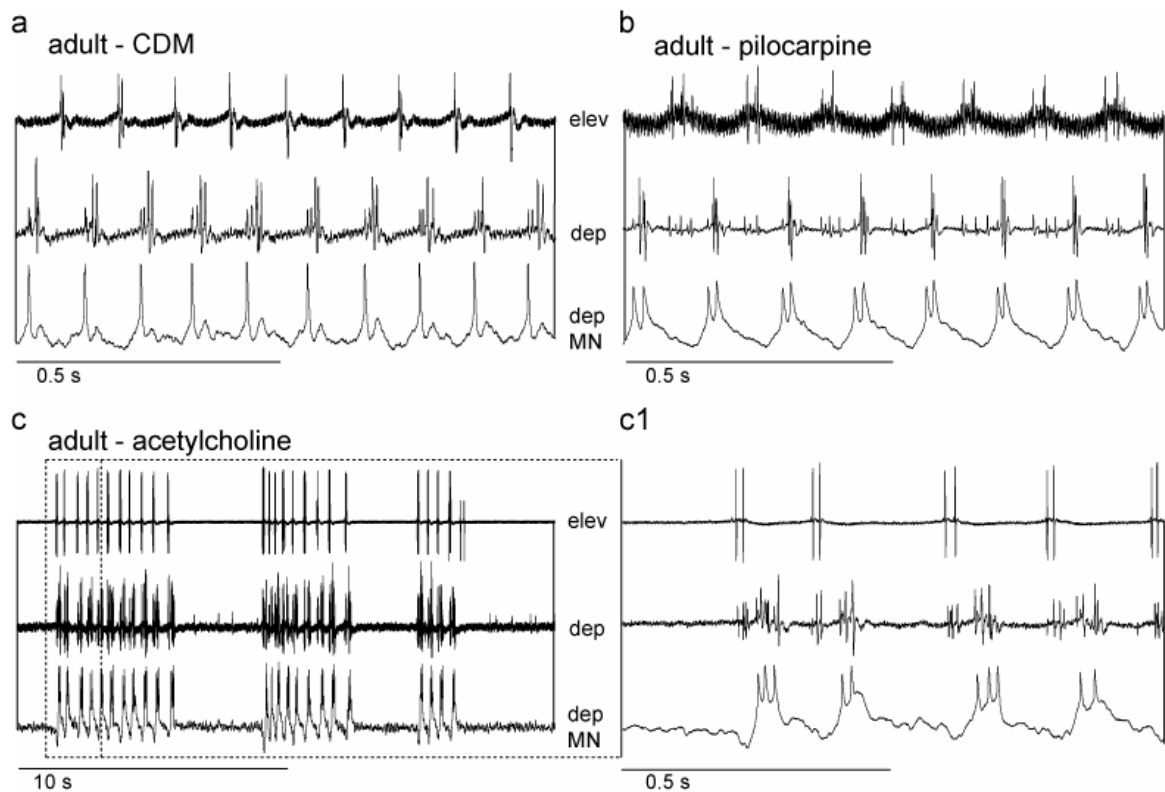 a
adult - CDM
elev
dep
dep
MN
0.5 s
b
adult - pilocarpine
0.5 s
c
adult - acetylcholine
elev
dep
dep
MN
10 s
c1
0.5 s